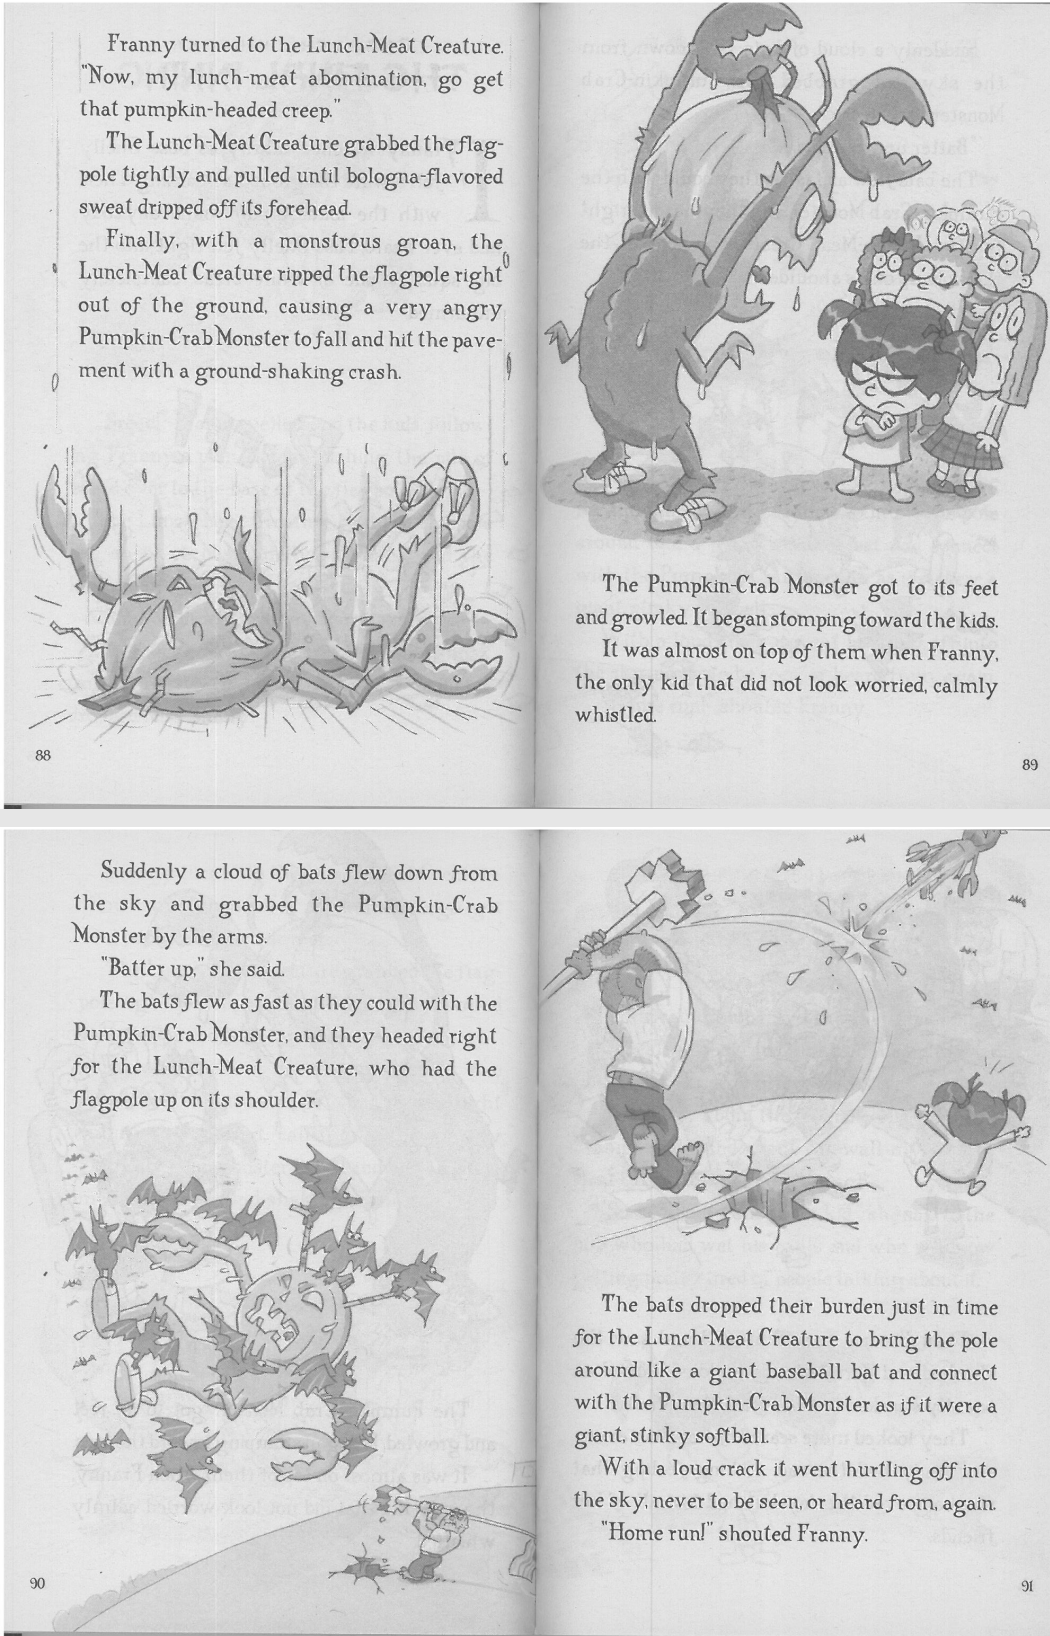 Franny turned to the Lunch-Meat Creature.
"Now, my lunch-meat abomination, go get
that pumpkin-headed creep."
The Lunch-Meat Creature grabbed the flag-
pole tightly and pulled until bologna-flavored
sweat dripped off its forehead.
Finally, with a monstrous groan, the
Lunch-Meat Creature ripped the flagpole right
out of the ground, causing a very angry
Pumpkin-Crab Monster to fall and hit the pave-
ment with a ground-shaking crash.
88
The Pumpkin-Crab Monster got to its feet
and growled. It began stomping toward the kids.
It was almost on top of them when Franny,
the only kid that did not look worried, calmly
whistled.
89
Suddenly a cloud of bats flew down from
the sky and grabbed the Pumpkin-Crab
Monster by the arms.
"Batter up," she said.
The bats flew as fast as they could with the
Pumpkin-Crab Monster, and they headed right
for the Lunch-Meat Creature, who had the
flagpole up on its shoulder.
90
The bats dropped their burden just in time
for the Lunch-Meat Creature to bring the pole
around like a giant baseball bat and connect
with the Pumpkin-Crab Monster as if it were a
giant, stinky softball.
With a loud crack it went hurtling off into
the sky, never to be seen, or heard from, again.
"Home run!" shouted Franny.
91